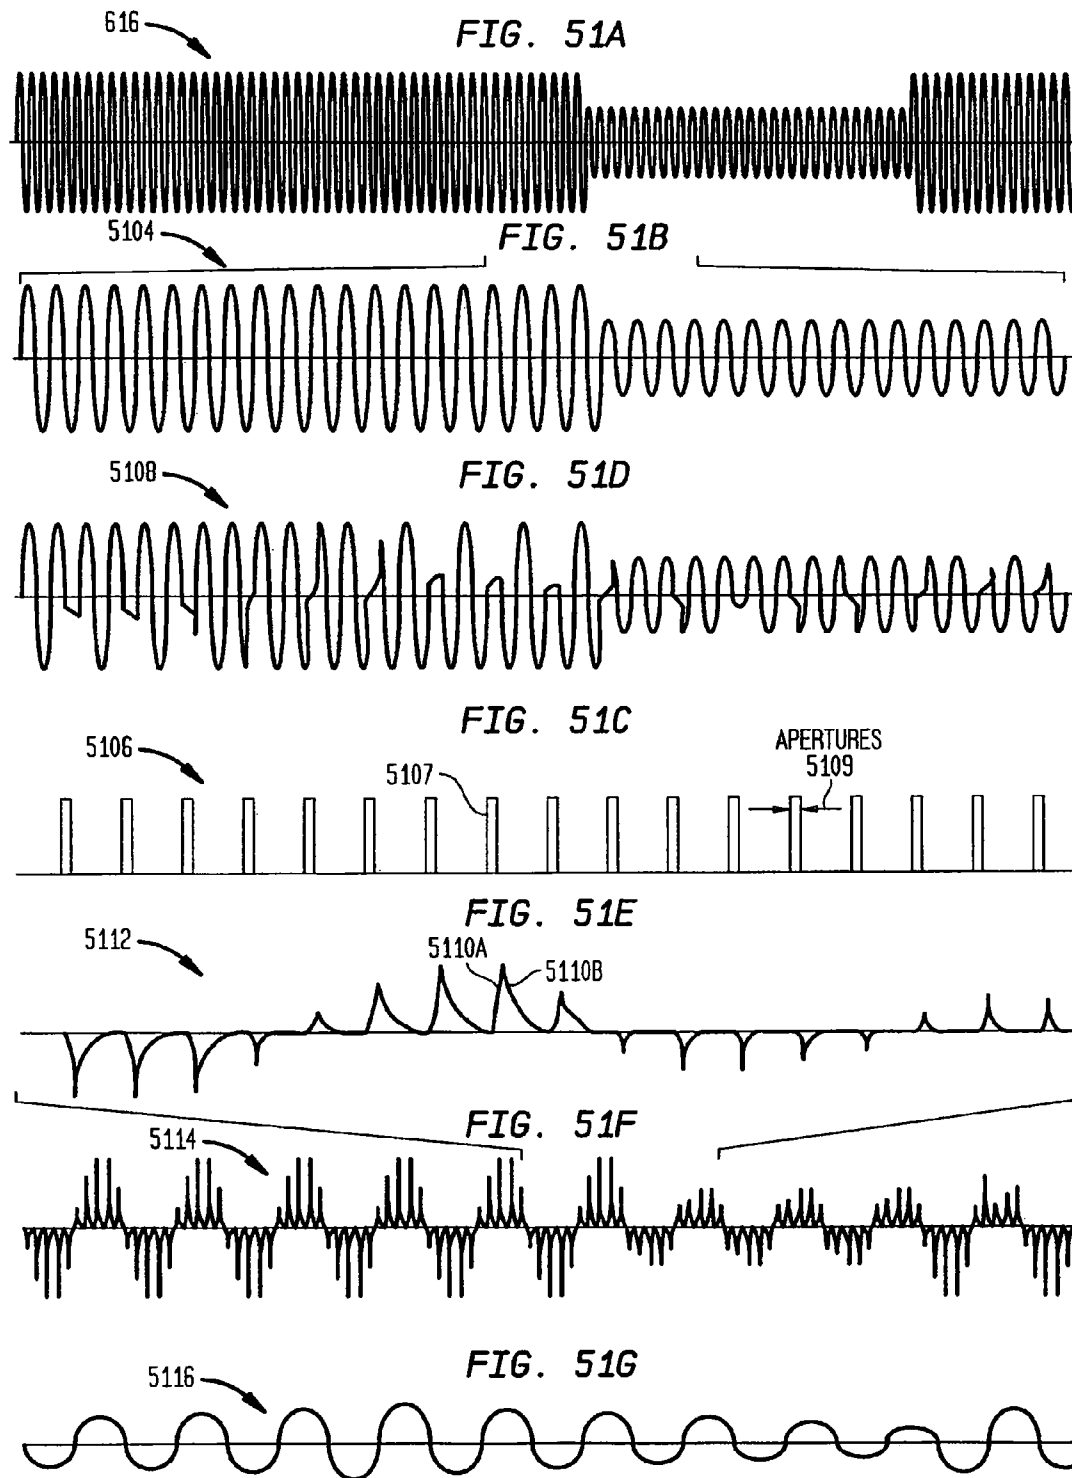 616
FIG. 51A
5104
FIG. 51B
5108
FIG. 51D
FIG. 51C
5106
5107
APERTURES
5109
FIG. 51E
5112
5110A
5110B
FIG. 51F
5114
FIG. 51G
5116